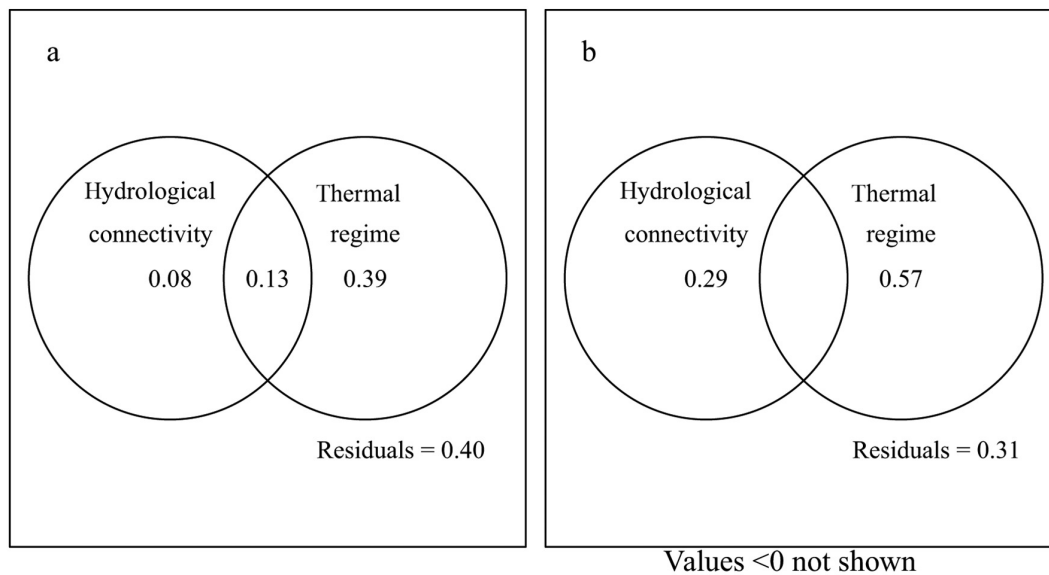 a
Hydrological
connectivity
0.08
0.13
Thermal
regime
0.39
Residuals = 0.40
b
Hydrological
connectivity
0.29
Thermal
regime
0.57
Residuals = 0.31
Values <0 not shown